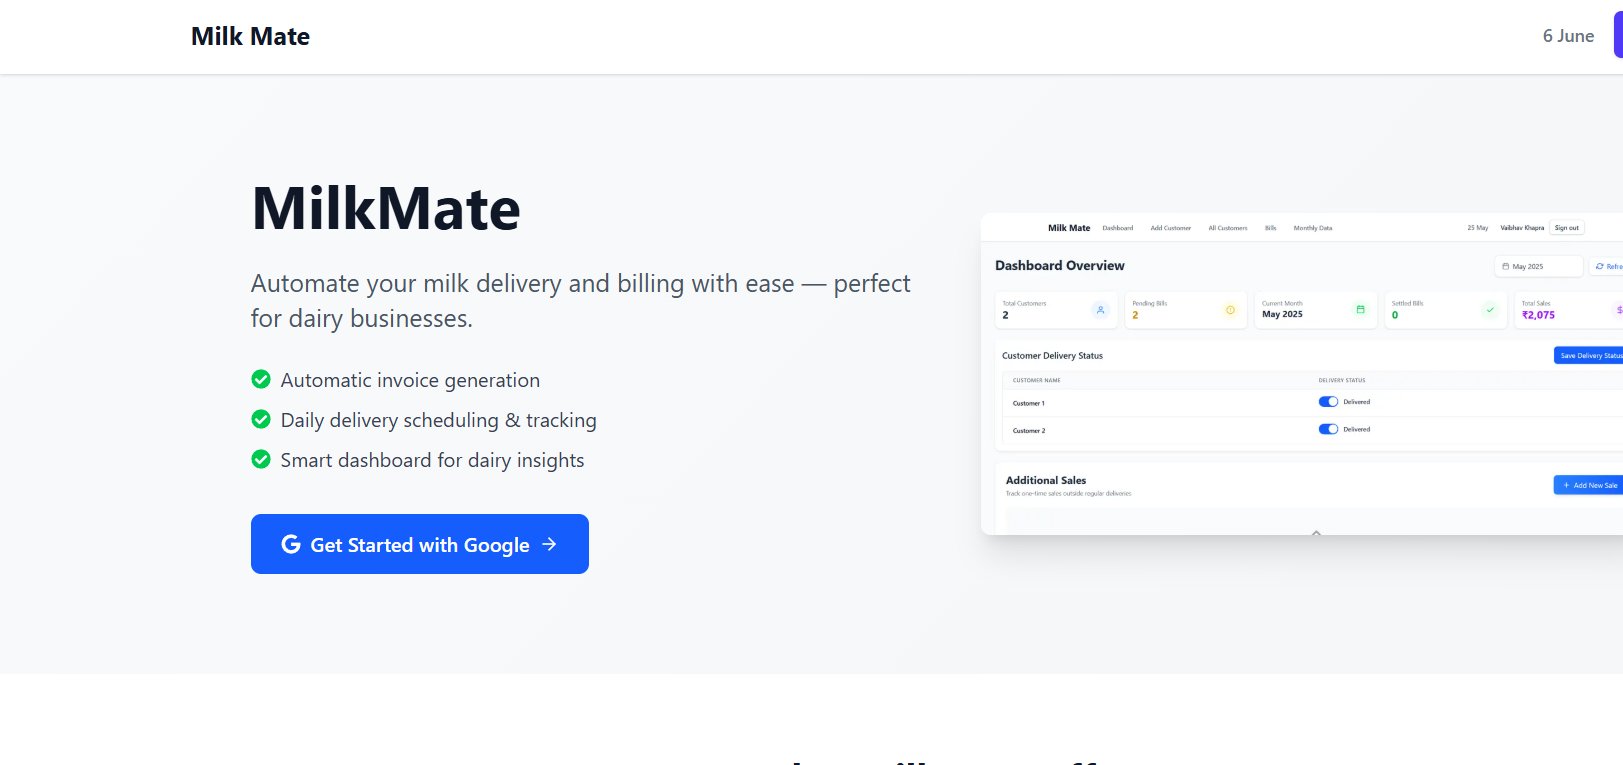 Milk Mate
6 June
MilkMate
Automate your milk delivery and billing with ease — perfect
for dairy businesses.
Automatic invoice generation
Daily delivery scheduling & tracking
Smart dashboard for dairy insights
Get Started with Google
Milk Mate Dashboard Add Customer All Customers Bills Monthly Data 25 May Vaibhav Khapra Sign out
Dashboard Overview
May 2025
Total Customers
2
Pending Bills
2
Current Month
May 2025
Settled Bills
0
Total Sales
₹2,075
Customer Delivery Status
Save Delivery Status
CUSTOMER NAME DELIVERY STATUS
Customer 1 Delivered
Customer 2 Delivered
Additional Sales
Track one-time sales outside regular deliveries
Add New Sale